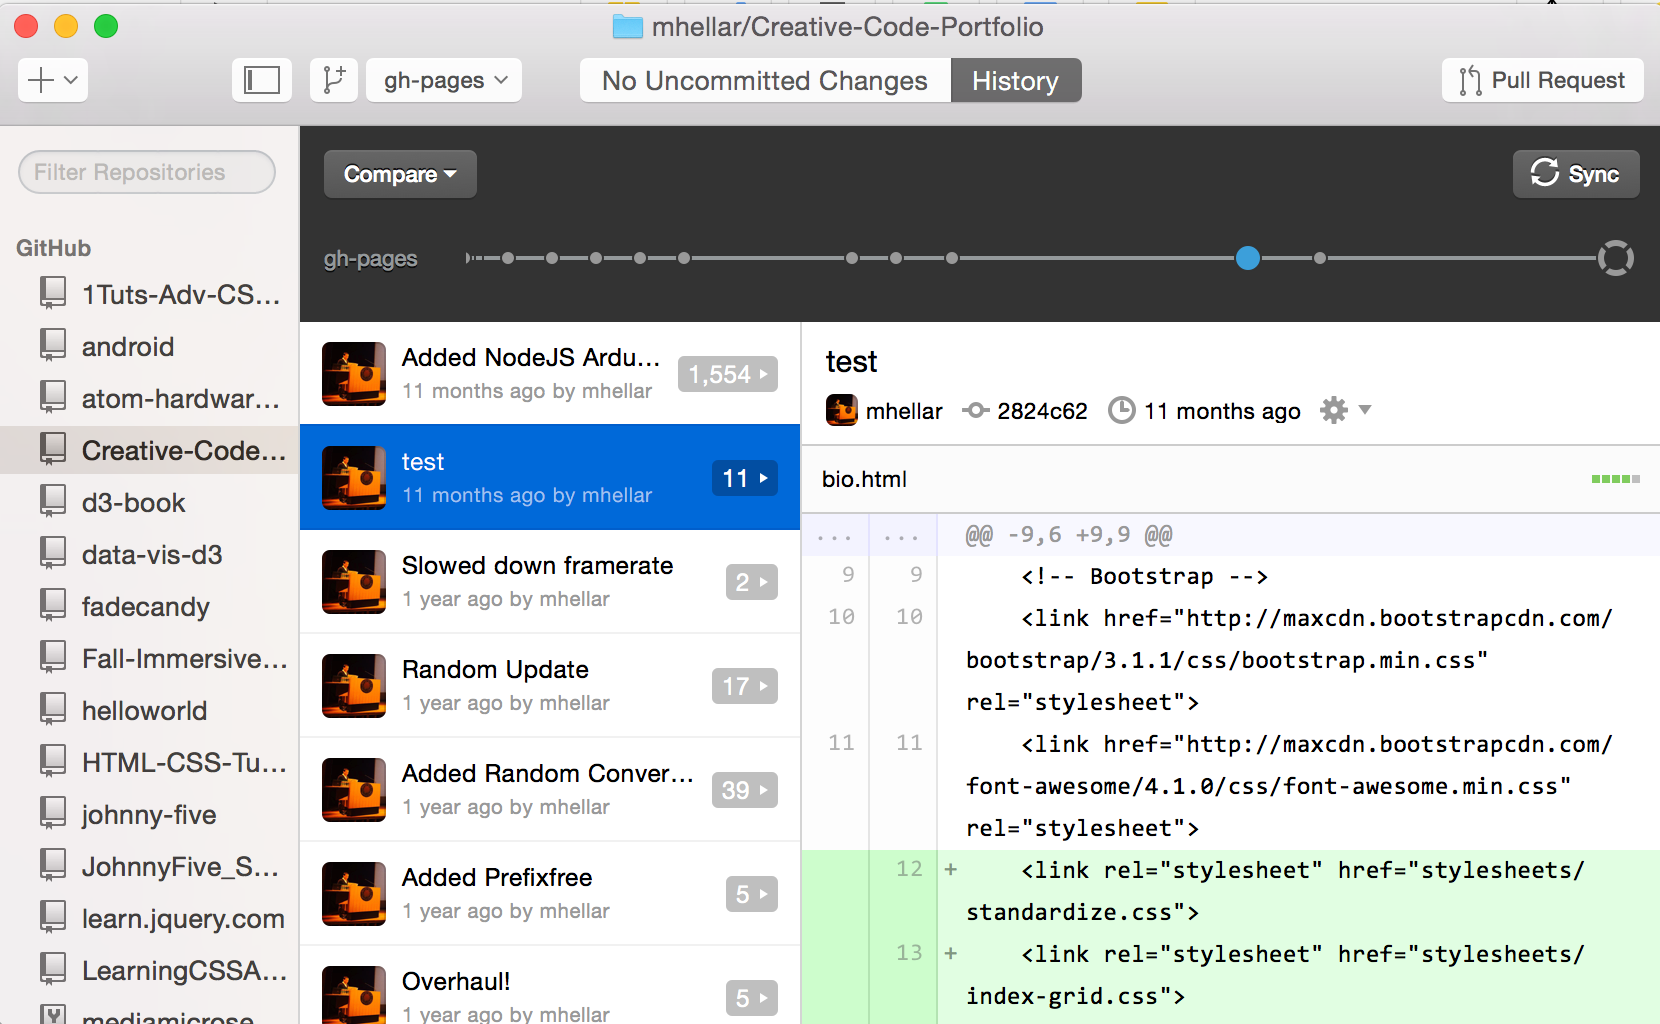 mhellar/Creative-Code-Portfolio
gh-pages
No Uncommitted Changes
History
Pull Request
Filter Repositories
Compare
Sync
gh-pages
GitHub
1Tuts-Adv-CS...
android
atom-hardwar...
Creative-Code...
d3-book
data-vis-d3
fadecandy
Fall-Immersive...
helloworld
HTML-CSS-Tu...
johnny-five
JohnnyFive_S...
learn.jquery.com
LearningCSSA...
mediamicrose
Added NodeJS Ardu...
11 months ago by mhellar
1,554
test
11 months ago by mhellar
11
Slowed down framerate
1 year ago by mhellar
2
Random Update
1 year ago by mhellar
17
Added Random Conver...
1 year ago by mhellar
39
Added Prefixfree
1 year ago by mhellar
5
Overhaul!
1 year ago by mhellar
5
test
mhellar 2824c62 11 months ago
bio.html
... ... @@ -9,6 +9,9 @@
9 9 <!-- Bootstrap -->
10 10 <link href="http://maxcdn.bootstrapcdn.com/
bootstrap/3.1.1/css/bootstrap.min.css"
rel="stylesheet">
11 11 <link href="http://maxcdn.bootstrapcdn.com/
font-awesome/4.1.0/css/font-awesome.min.css"
rel="stylesheet">
12 + <link rel="stylesheet" href="stylesheets/
standardize.css">
13 + <link rel="stylesheet" href="stylesheets/
index-grid.css">